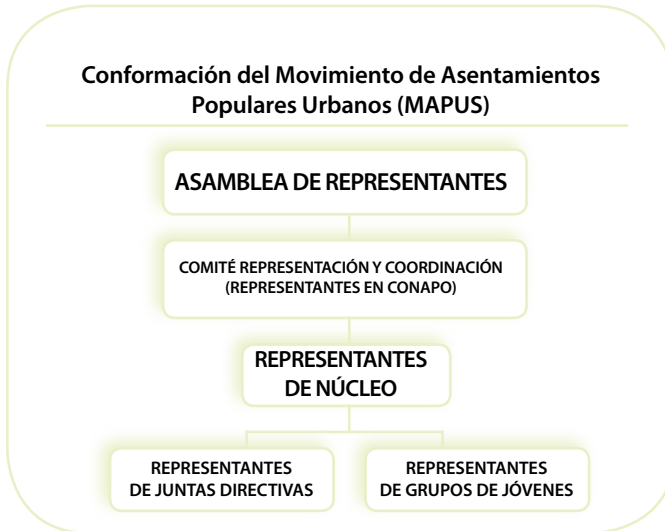 Conformación del Movimiento de Asentamientos
Populares Urbanos (MAPUS)
ASAMBLEA DE REPRESENTANTES
COMITÉ REPRESENTACIÓN Y COORDINACIÓN
(REPRESENTANTES EN CONAPO)
REPRESENTANTES
DE NÚCLEO
REPRESENTANTES
DE JUNTAS DIRECTIVAS
REPRESENTANTES
DE GRUPOS DE JÓVENES